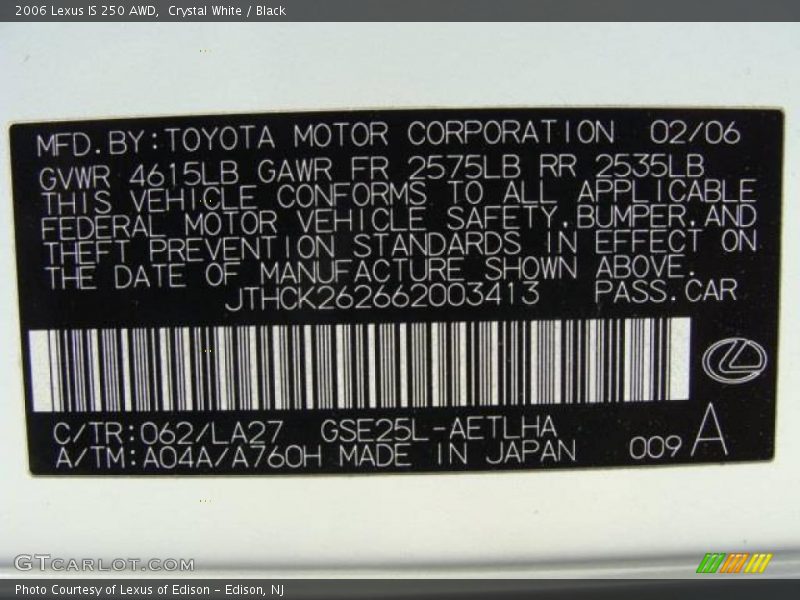 2006 Lexus IS 250 AWD,  Crystal White / Black
MFD.BY:TOYOTA MOTOR CORPORATION 02/06
GVWR 4615LB GAWR FR 2575LB RR 2535LB
THIS VEHICLE CONFORMS TO ALL APPLICABLE
FEDERAL MOTOR VEHICLE SAFETY,BUMPER,AND
THEFT PREVENTION STANDARDS IN EFFECT ON
THE DATE OF MANUFACTURE SHOWN ABOVE.
JTHCK262662003413 PASS.CAR
C/TR:062/LA27 GSE25L-AETLHA
A/TM:A04A/A760H MADE IN JAPAN 009 A
GTCarLot.com
Photo Courtesy of Lexus of Edison - Edison, NJ